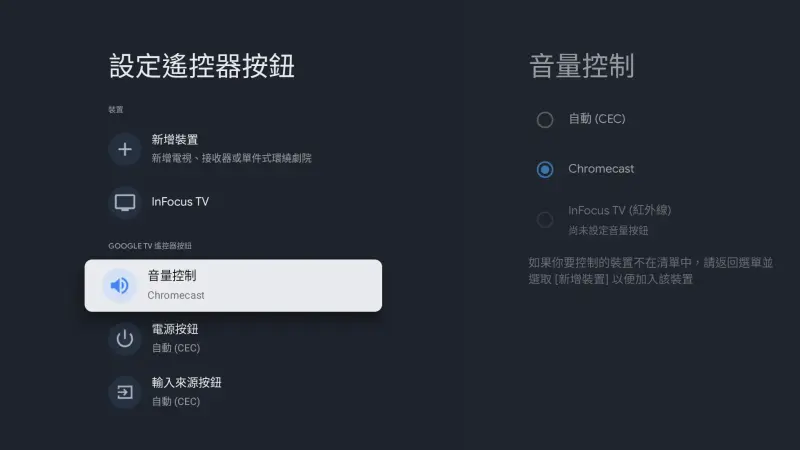 設定遙控器按鈕
裝置
新增裝置
新增電視、接收器或單件式環繞劇院
InFocus TV
GOOGLE TV 遙控器按鈕
音量控制
Chromecast
電源按鈕
自動 (CEC)
輸入來源按鈕
自動 (CEC)
音量控制
自動 (CEC)
Chromecast
InFocus TV (紅外線)
尚未設定音量按鈕
如果你要控制的裝置不在清單中，請返回選單並
選取 [新增裝置] 以便加入該裝置